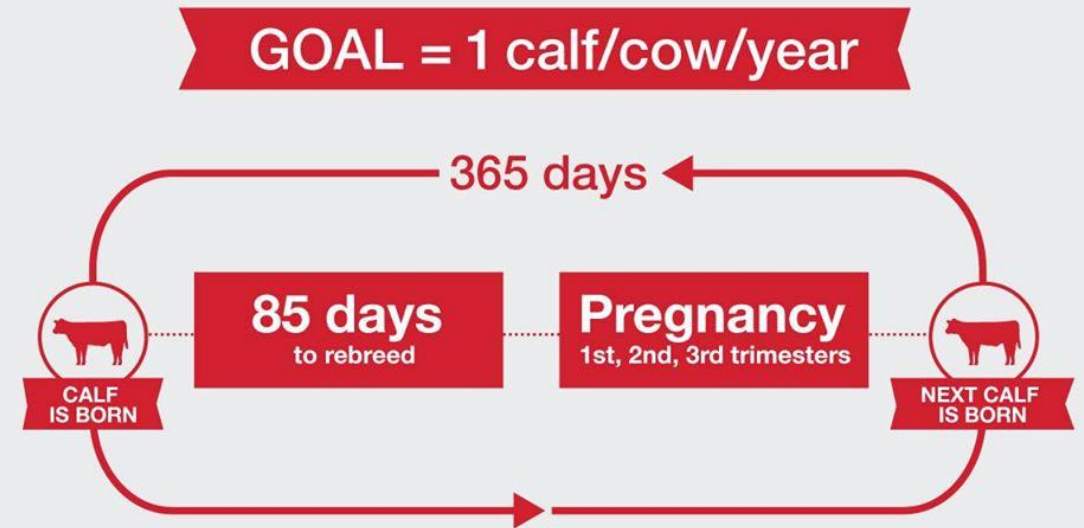 GOAL = 1 calf/cow/year
365 days
85 days
to rebreed
Pregnancy
1st, 2nd, 3rd trimesters
CALF
IS BORN
NEXT CALF
IS BORN